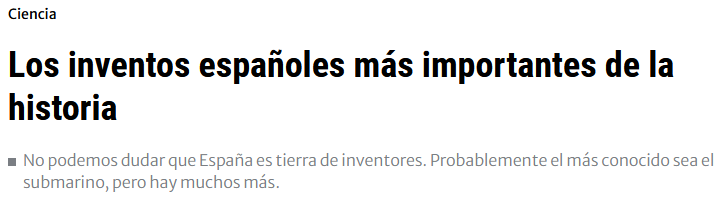 Ciencia
Los inventos españoles más importantes de la
historia
No podemos dudar que España es tierra de inventores. Probablemente el más conocido sea el
submarino, pero hay muchos más.